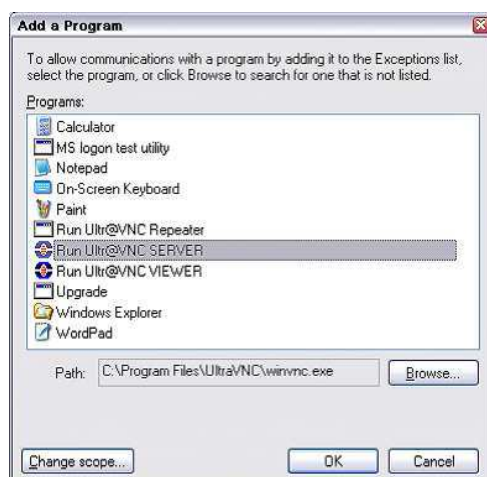 Add a Program
To allow communications with a program by adding it to the Exceptions list,
select the program, or click Browse to search for one that is not listed.
Programs:
Calculator
MS logon test utility
Notepad
On-Screen Keyboard
Paint
Run Ultr@VNC Repeater
Run Ultr@VNC SERVER
Run Ultr@VNC VIEWER
Upgrade
Windows Explorer
WordPad
Path: C:\Program Files\UltraVNC\winvnc.exe Browse...
Change scope... OK Cancel